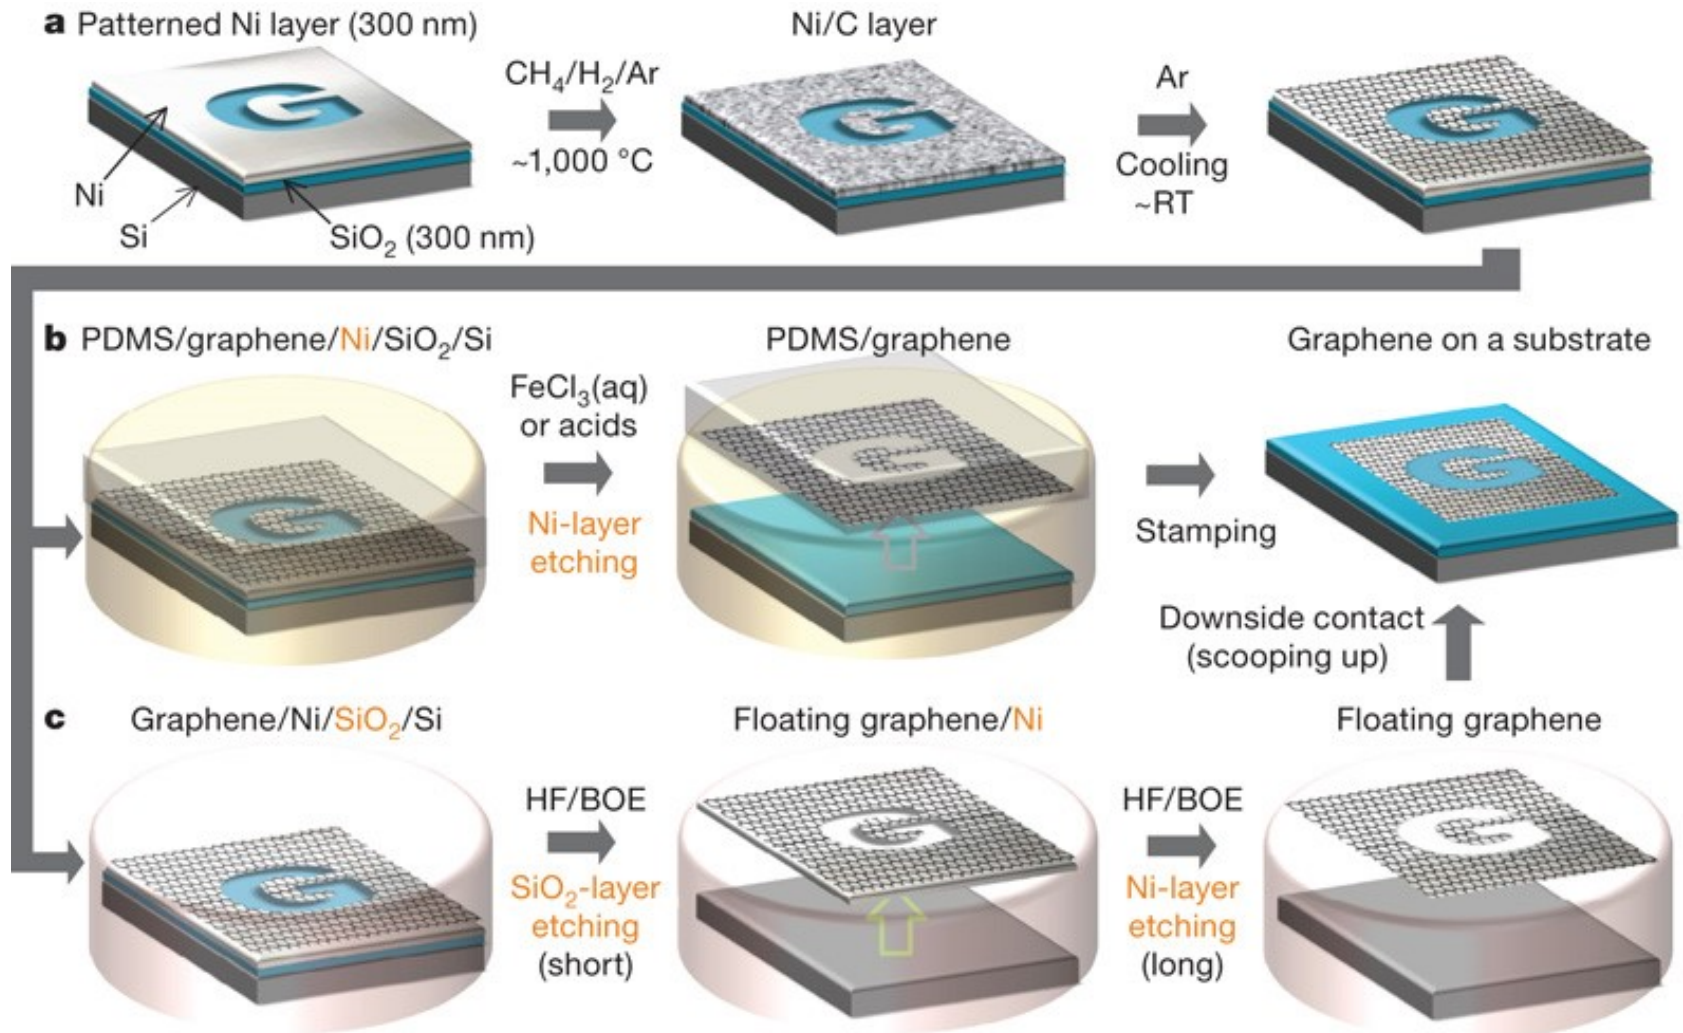 a Patterned Ni layer (300 nm)
Ni/C layer
CH₄/H₂/Ar
~1,000 °C
Ar
Cooling
~RT
Ni
Si
SiO₂ (300 nm)
b PDMS/graphene/Ni/SiO₂/Si
PDMS/graphene
Graphene on a substrate
FeCl₃(aq)
or acids
Ni-layer
etching
Stamping
Downside contact
(scooping up)
c Graphene/Ni/SiO₂/Si
Floating graphene/Ni
Floating graphene
HF/BOE
SiO₂-layer
etching
(short)
HF/BOE
Ni-layer
etching
(long)